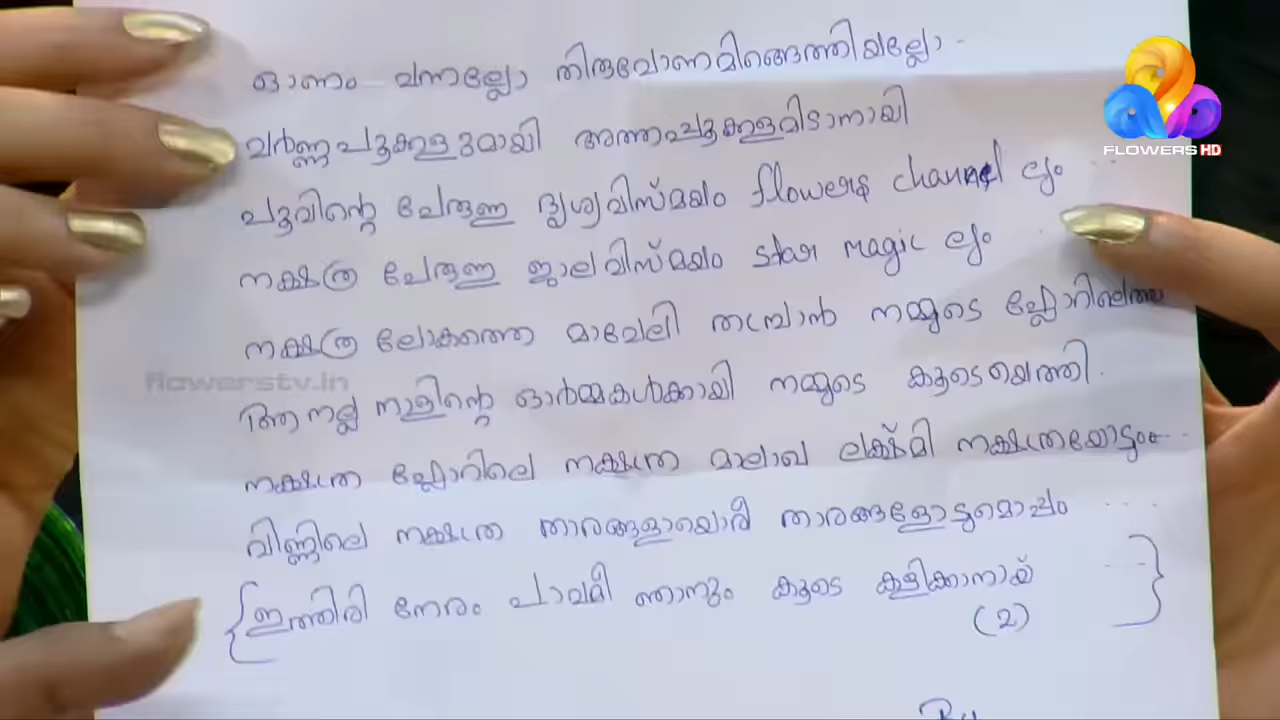 ഓണം വന്നല്ലോ തിരുവോണമിങ്ങെത്തിയല്ലോ.
വർണ്ണപൂക്കളുമായി അത്തംപൂക്കളമിടാനായി
പൂവിന്റെ പേരുള്ള ദൃശ്യവിസ്മയം flowers channel ലും
നക്ഷത്ര പേരുള്ള ജാലവിസ്മയം star magic ലും
നക്ഷത്ര ലോകത്തെ മാവേലി തമ്പാൻ നമ്മുടെ
ആ നല്ല നാളിന്റെ ഓർമ്മകൾക്കായി നമ്മുടെ കൂടെയെത്തി.
നക്ഷത്ര ഫ്ലോറിലെ നക്ഷത്ര മാലാഖ ലക്ഷ്മി നക്ഷത്രയോടും
വിണ്ണിലെ നക്ഷത്ര താരങ്ങളായൊരീ താരങ്ങളോടുമൊപ്പം
{ഇത്തിരി നേരം പാവമീ ഞാനും കൂടെ കളിക്കാനായ്}
(2)
FLOWERS HD
flowerstv.in